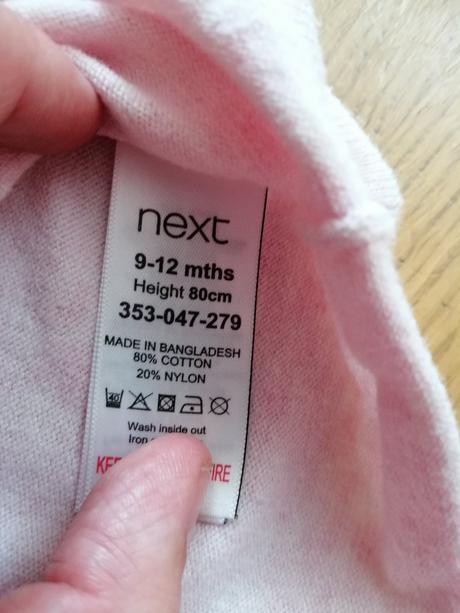 next
9-12 mths
Height 80cm
353-047-279
MADE IN BANGLADESH
80% COTTON
20% NYLON
40
Wash inside out
Iron